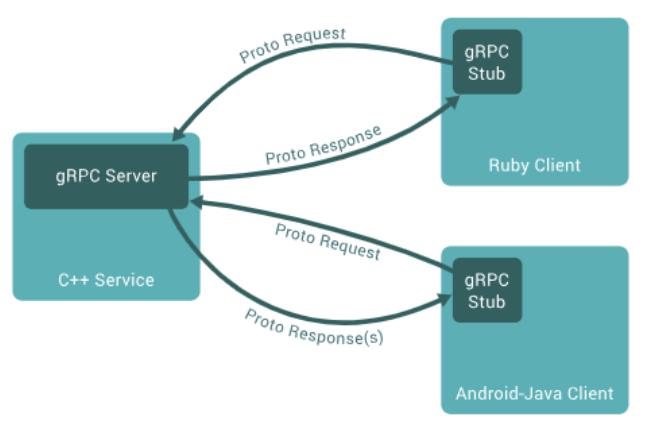 Proto Request
gRPC
Stub
Ruby Client
Proto Response
gRPC Server
C++ Service
Proto Request
gRPC
Stub
Proto Response(s)
Android-Java Client